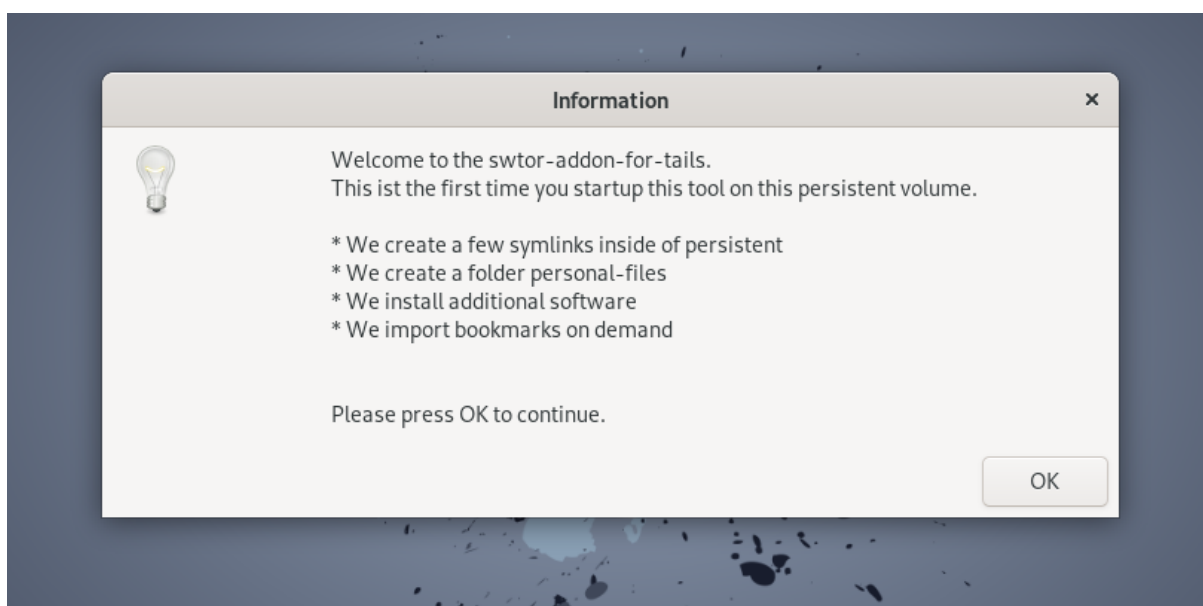 Information
Welcome to the swtor-addon-for-tails.
This ist the first time you startup this tool on this persistent volume.
* We create a few symlinks inside of persistent
* We create a folder personal-files
* We install additional software
* We import bookmarks on demand
Please press OK to continue.
OK